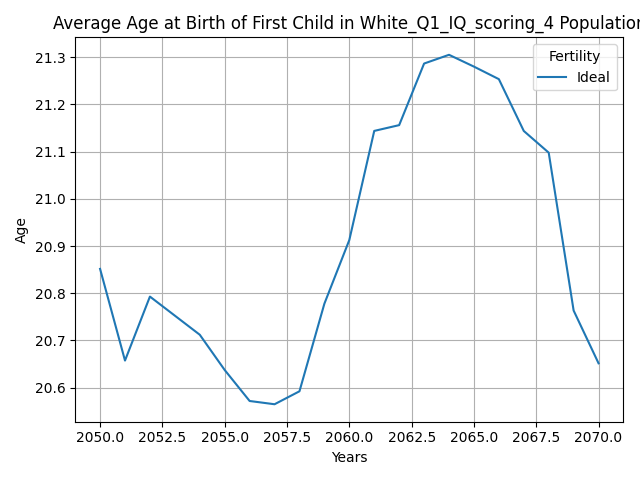 Average Age at Birth of First Child in White_Q1_IQ_scoring_4 Population
Fertility
Ideal
Age
21.3
21.2
21.1
21.0
20.9
20.8
20.7
20.6
2050.0 2052.5 2055.0 2057.5 2060.0 2062.5 2065.0 2067.5 2070.0
Years